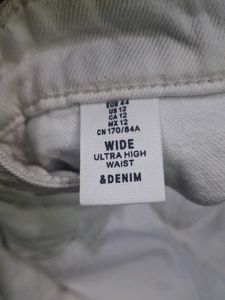 EUR 44
US 12
CA 12
MX 12
CN 170/84A
WIDE
ULTRA HIGH
WAIST
&DENIM